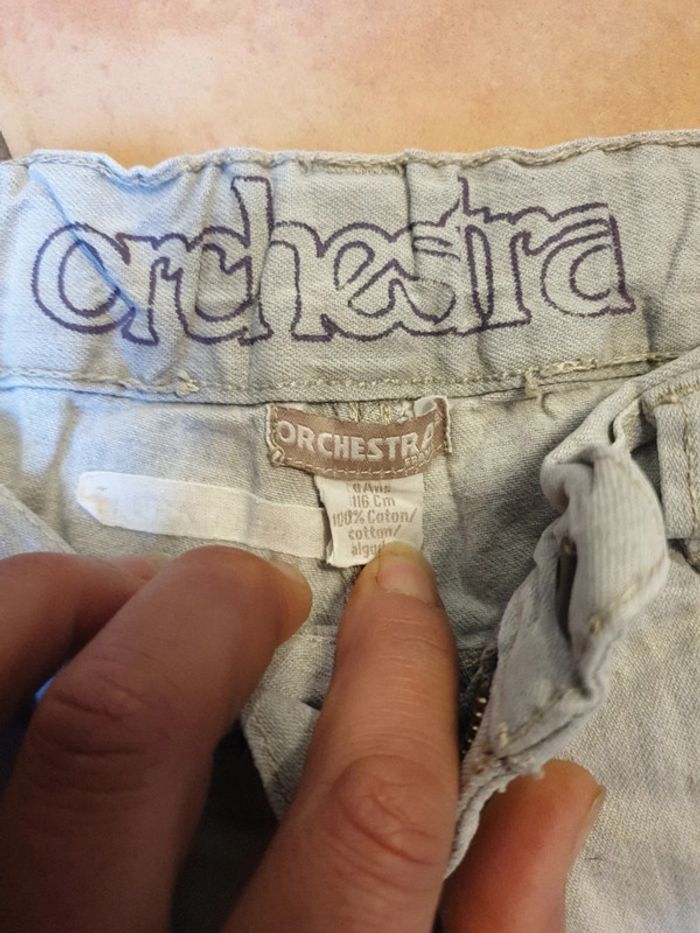 orchestra
ORCHESTRA
116 Cm
100% Coton/
cotton/